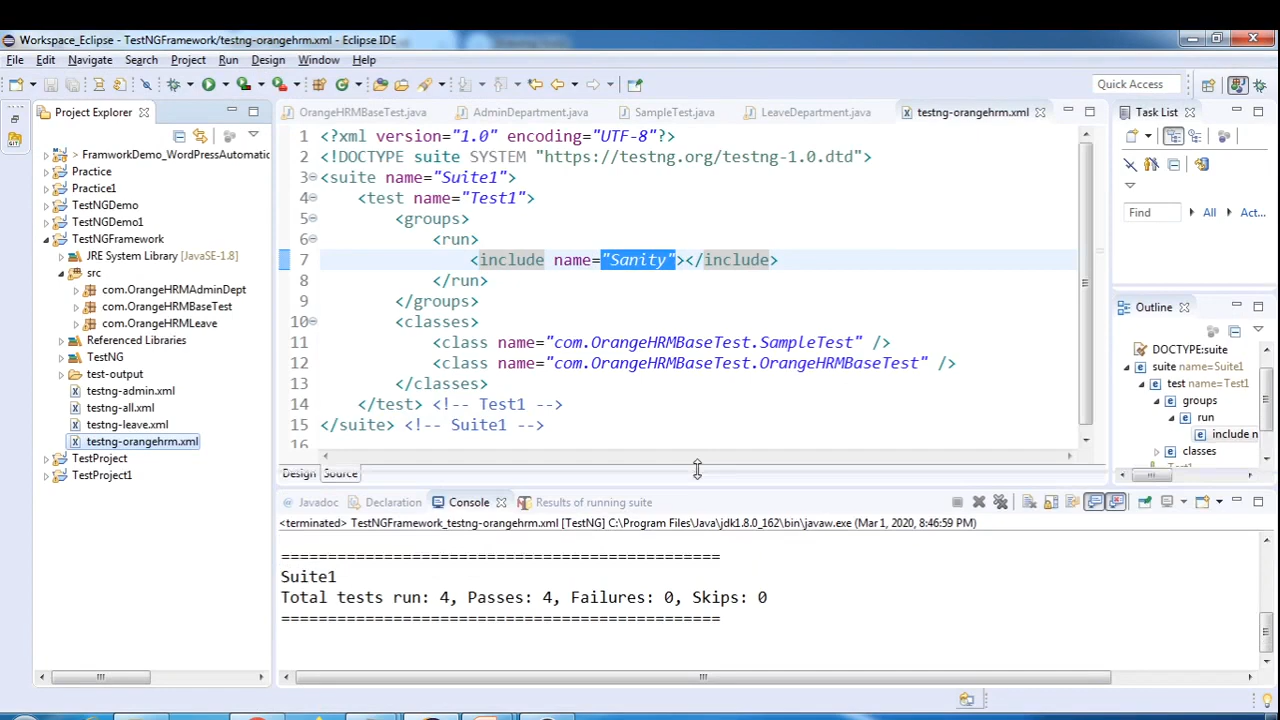 Workspace_Eclipse - TestNGFramework/testng-orangehrm.xml - Eclipse IDE
File Edit Navigate Search Project Run Design Window Help
Quick Access
Project Explorer
> FramworkDemo_WordPressAutomatic
Practice
Practice1
TestNGDemo
TestNGDemo1
TestNGFramework
JRE System Library [JavaSE-1.8]
src
com.OrangeHRMAdminDept
com.OrangeHRMBaseTest
com.OrangeHRMLeave
Referenced Libraries
TestNG
test-output
testng-admin.xml
testng-all.xml
testng-leave.xml
testng-orangehrm.xml
TestProject
TestProject1
OrangeHRMBaseTest.java AdminDepartment.java SampleTest.java LeaveDepartment.java testng-orangehrm.xml
1 <?xml version="1.0" encoding="UTF-8"?>
2 <!DOCTYPE suite SYSTEM "https://testng.org/testng-1.0.dtd">
3 <suite name="Suite1">
4 <test name="Test1">
5 <groups>
6 <run>
7 <include name="Sanity"></include>
8 </run>
9 </groups>
10 <classes>
11 <class name="com.OrangeHRMBaseTest.SampleTest" />
12 <class name="com.OrangeHRMBaseTest.OrangeHRMBaseTest" />
13 </classes>
14 </test> <!-- Test1 -->
15 </suite> <!-- Suite1 -->
16
Design Source
Task List
Find All Act...
Outline
DOCTYPE:suite
suite name=Suite1
test name=Test1
groups
run
include n
classes
Javadoc Declaration Console Results of running suite
<terminated> TestNGFramework_testng-orangehrm.xml [TestNG] C:\Program Files\Java\jdk1.8.0_162\bin\javaw.exe (Mar 1, 2020, 8:46:59 PM)
===============================================
Suite1
Total tests run: 4, Passes: 4, Failures: 0, Skips: 0
===============================================